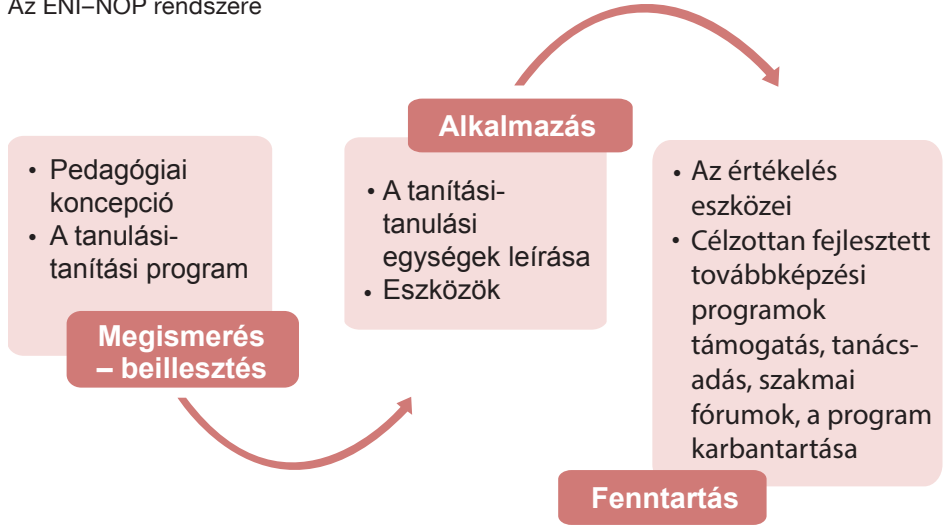 Az ENI–NOP rendszere
• Pedagógiai
koncepció
• A tanulási-
tanítási program
Megismerés
– beillesztés
Alkalmazás
• A tanítási-
tanulási
egységek leírása
• Eszközök
• Az értékelés
eszközei
• Célzottan fejlesztett
továbbképzési
programok
támogatás, tanács-
adás, szakmai
fórumok, a program
karbantartása
Fenntartás